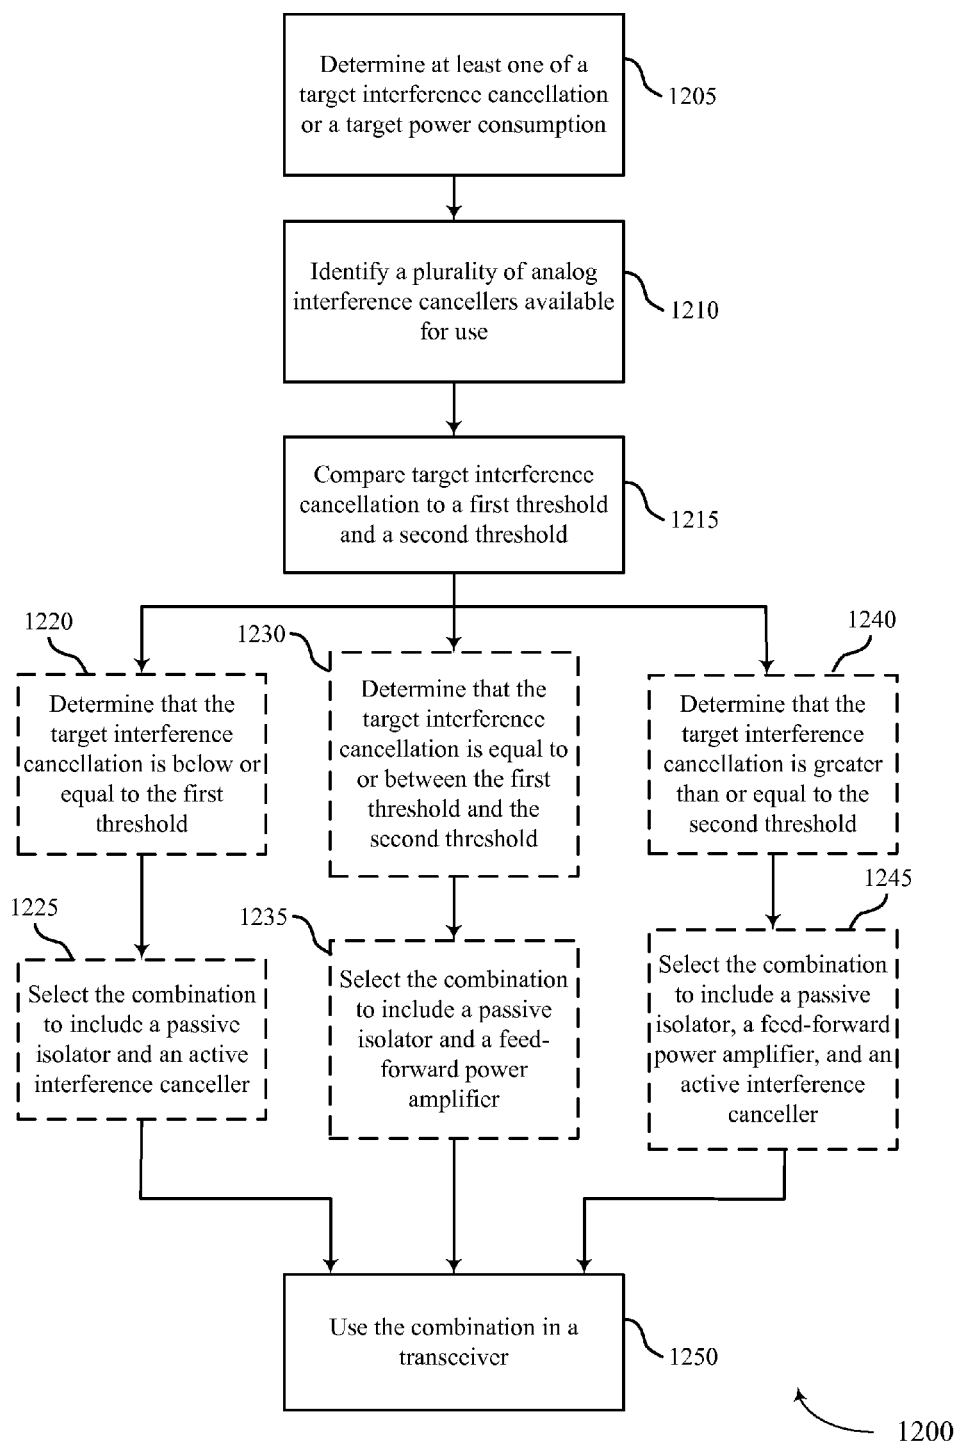 Determine at least one of a
target interference cancellation
or a target power consumption
1205
Identify a plurality of analog
interference cancellers available
for use
1210
Compare target interference
cancellation to a first threshold
and a second threshold
1215
1220
Determine that the
target interference
cancellation is below or
equal to the first
threshold
1230
Determine that the
target interference
cancellation is equal to
or between the first
threshold and the
second threshold
1240
Determine that the
target interference
cancellation is greater
than or equal to the
second threshold
1225
Select the combination
to include a passive
isolator and an active
interference canceller
1235
Select the combination
to include a passive
isolator and a feed-
forward power
amplifier
1245
Select the combination
to include a passive
isolator, a feed-forward
power amplifier, and an
active interference
canceller
Use the combination in a
transceiver
1250
1200